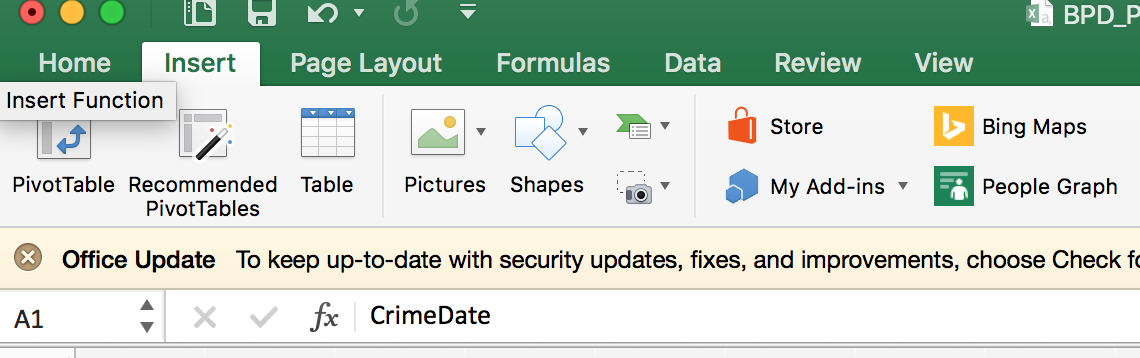 BPD_P
Home Insert Page Layout Formulas Data Review View
Insert Function
Store Bing Maps
PivotTable Recommended PivotTables Table Pictures Shapes My Add-ins People Graph
Office Update To keep up-to-date with security updates, fixes, and improvements, choose Check fo
A1 fx CrimeDate